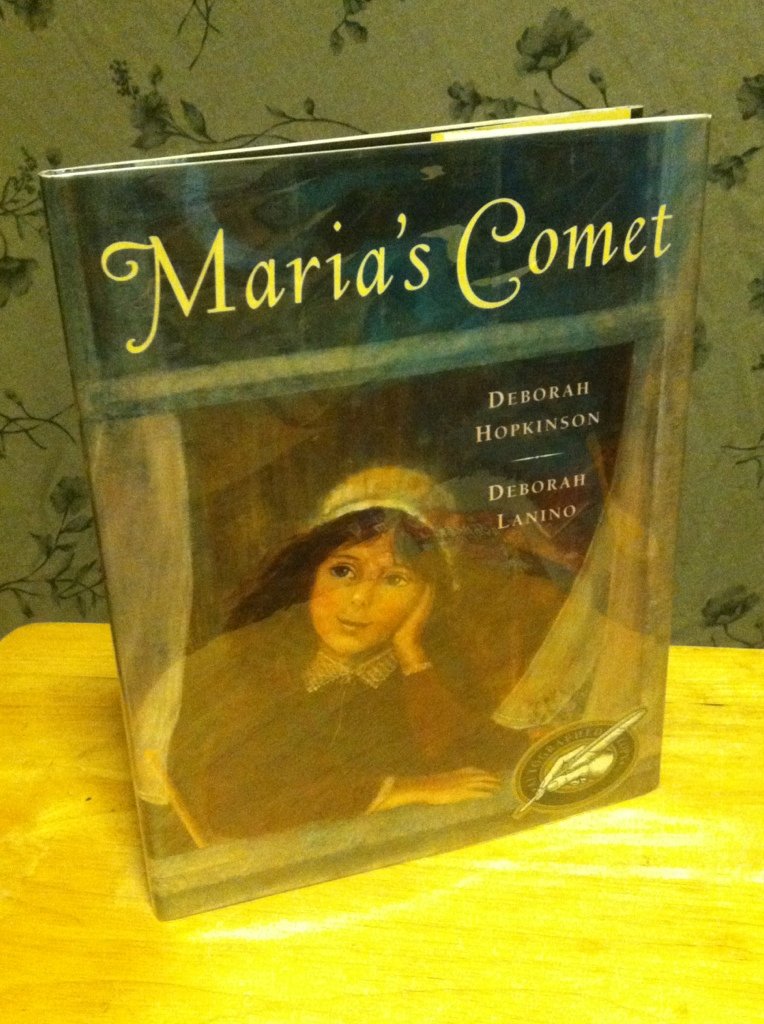 Maria's Comet
DEBORAH
HOPKINSON
DEBORAH
LANINO